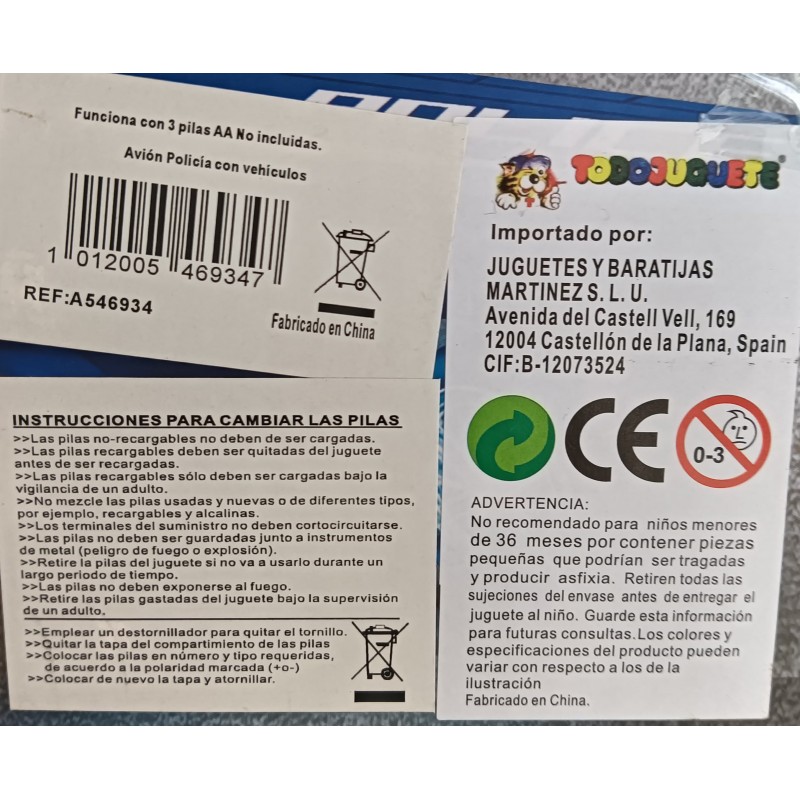 Funciona con 3 pilas AA No incluidas.
Avión Policía con vehículos
1 012005 469347
REF:A546934
Fabricado en China
TODOJUGUETE®
Importado por:
JUGUETES Y BARATIJAS
MARTINEZ S. L. U.
Avenida del Castell Vell, 169
12004 Castellón de la Plana, Spain
CIF:B-12073524
CE
0-3
ADVERTENCIA:
No recomendado para niños menores
de 36 meses por contener piezas
pequeñas que podrían ser tragadas
y producir asfixia. Retiren todas las
sujeciones del envase antes de entregar el
juguete al niño. Guarde esta información
para futuras consultas.Los colores y
especificaciones del producto pueden
variar con respecto a los de la
ilustración
Fabricado en China.
INSTRUCCIONES PARA CAMBIAR LAS PILAS
>>Las pilas no-recargables no deben de ser cargadas.
>>Las pilas recargables deben ser quitadas del juguete
antes de ser recargadas.
>>Las pilas recargables sólo deben ser cargadas bajo la
vigilancia de un adulto.
>>No mezcle las pilas usadas y nuevas o de diferentes tipos,
por ejemplo, recargables y alcalinas.
>>Los terminales del suministro no deben cortocircuitarse.
>>Las pilas no deben ser guardadas junto a instrumentos
de metal (peligro de fuego o explosión).
>>Retire la pilas del juguete si no va a usarlo durante un
largo periodo de tiempo.
>>Las pilas no deben exponerse al fuego.
>>Retire las pilas gastadas del juguete bajo la supervisión
de un adulto.
>>Emplear un destornillador para quitar el tornillo.
>>Quitar la tapa del compartimiento de las pilas
>>Colocar las pilas en número y tipo requeridas,
de acuerdo a la polaridad marcada (+o-)
>>Colocar de nuevo la tapa y atornillar.